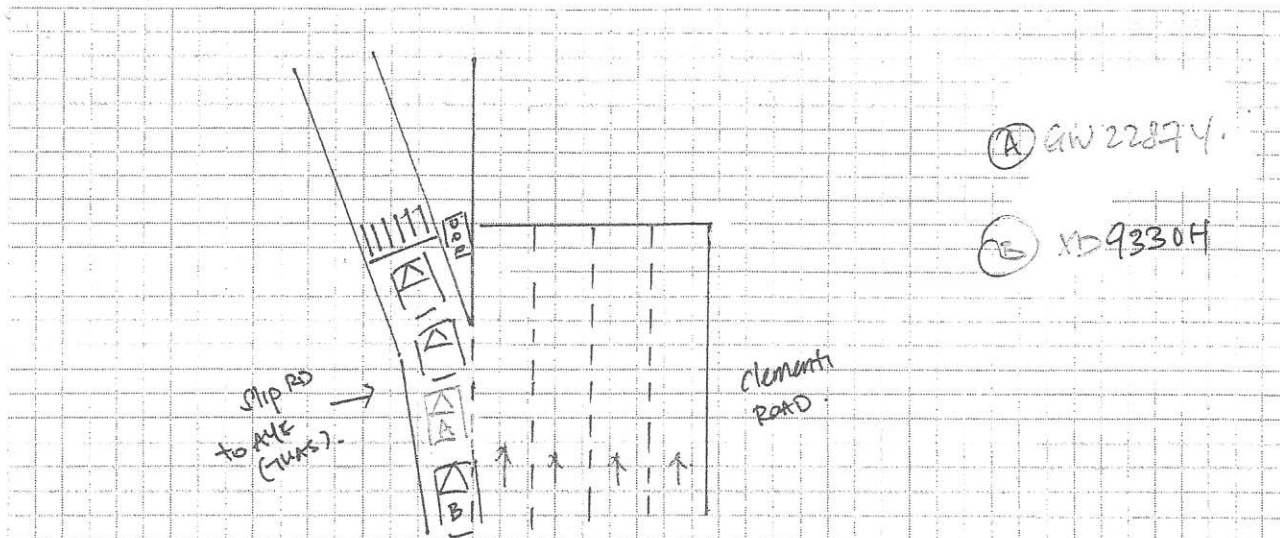 A GW 2287Y.
B XD 9330H
Slip RD
to AYE
(TUAS).
Clementi
ROAD.
A
B